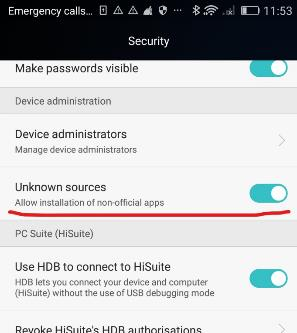 Emergency calls... 11:53
Security
Make passwords visible
Device administration
Device administrators
Manage device administrators
Unknown sources
Allow installation of non-official apps
PC Suite (HiSuite)
Use HDB to connect to HiSuite
HDB lets you connect your device and computer
(HiSuite) without the use of USB debugging mode
Revoke HiSuite's HDB authorisations